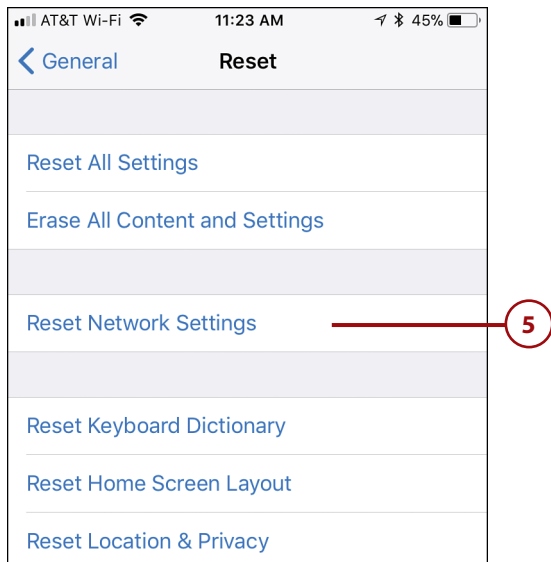 AT&T Wi-Fi 11:23 AM 45%
General Reset
Reset All Settings
Erase All Content and Settings
Reset Network Settings 5
Reset Keyboard Dictionary
Reset Home Screen Layout
Reset Location & Privacy